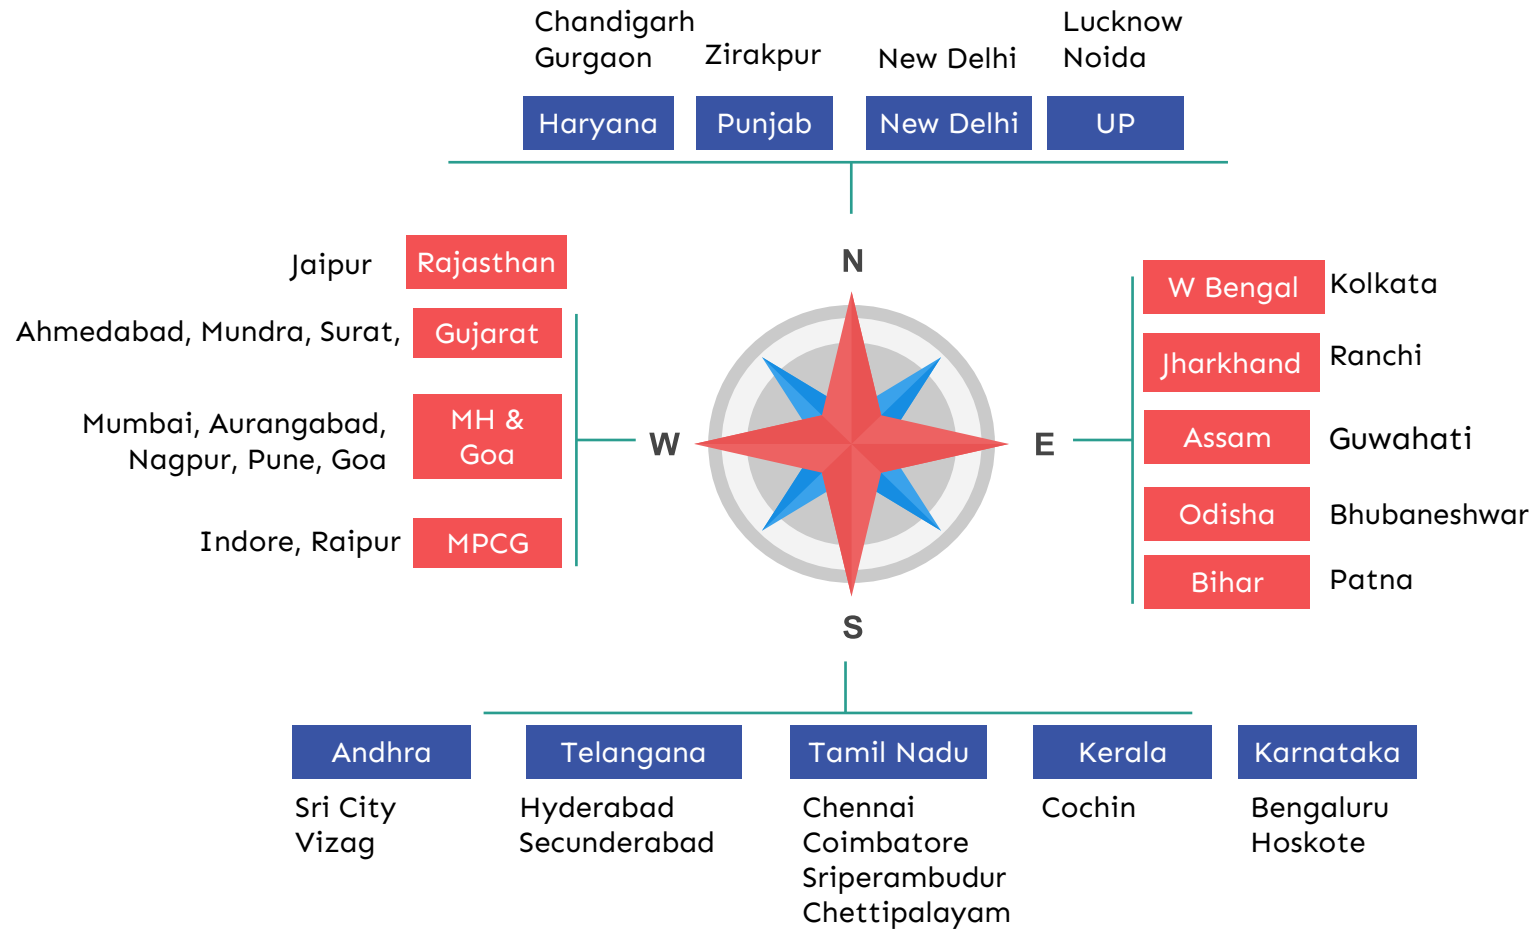 Chandigarh
Gurgaon
Zirakpur
New Delhi
Lucknow
Noida
Haryana
Punjab
New Delhi
UP
N
Jaipur
Rajasthan
Ahmedabad, Mundra, Surat,
Gujarat
Mumbai, Aurangabad,
Nagpur, Pune, Goa
MH &
Goa
Indore, Raipur
MPCG
W
E
W Bengal
Kolkata
Jharkhand
Ranchi
Assam
Guwahati
Odisha
Bhubaneshwar
Bihar
Patna
S
Andhra
Sri City
Vizag
Telangana
Hyderabad
Secunderabad
Tamil Nadu
Chennai
Coimbatore
Sriperambudur
Chettipalayam
Kerala
Cochin
Karnataka
Bengaluru
Hoskote